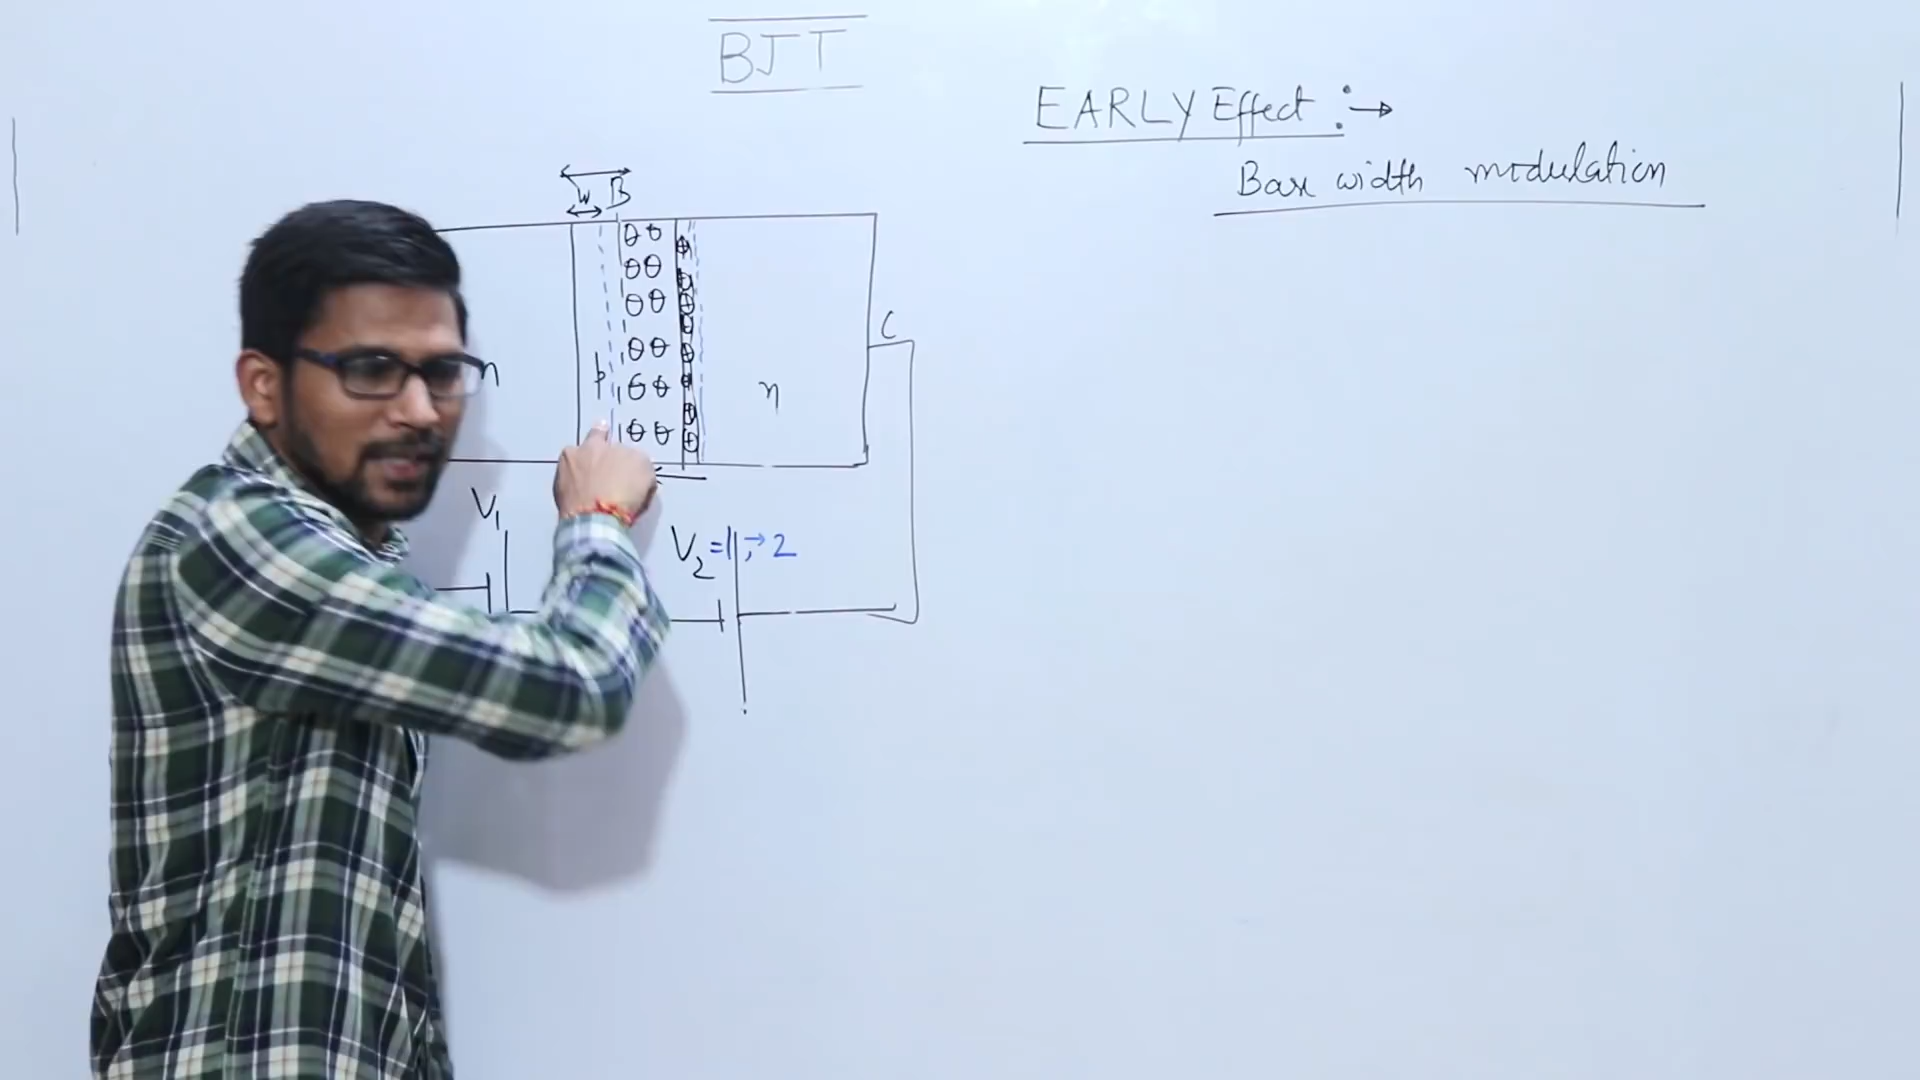 BJT
EARLY Effect :→
Base width modulation
W B
n p n
C
V₁
V₂ = 1, → 2